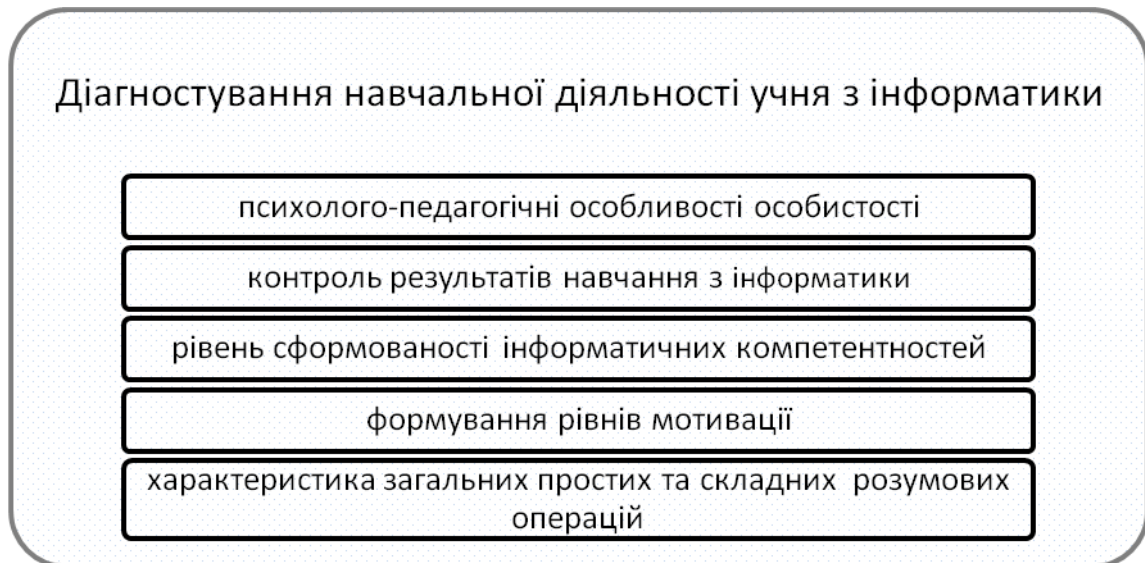 Діагностування навчальної діяльності учня з інформатики
психолого-педагогічні особливості особистості
контроль результатів навчання з інформатики
рівень сформованості інформатичних компетентностей
формування рівнів мотивації
характеристика загальних простих та складних розумових
операцій